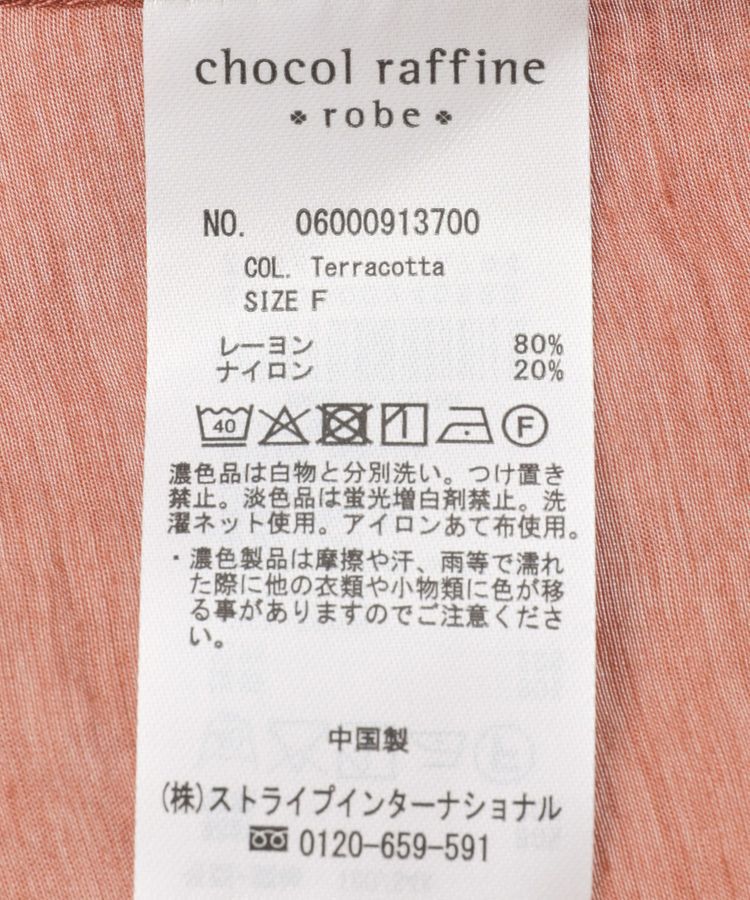 chocol raffine
robe
NO. 06000913700
COL. Terracotta
SIZE F
レーヨン 80%
ナイロン 20%
40 F
濃色品は白物と分別洗い。つけ置き
禁止。淡色品は蛍光増白剤禁止。洗
濯ネット使用。アイロンあて布使用。
・濃色製品は摩擦や汗、雨等で濡れ
た際に他の衣類や小物類に色が移
る事がありますのでご注意くださ
い。
中国製
(株)ストライプインターナショナル
0120-659-591